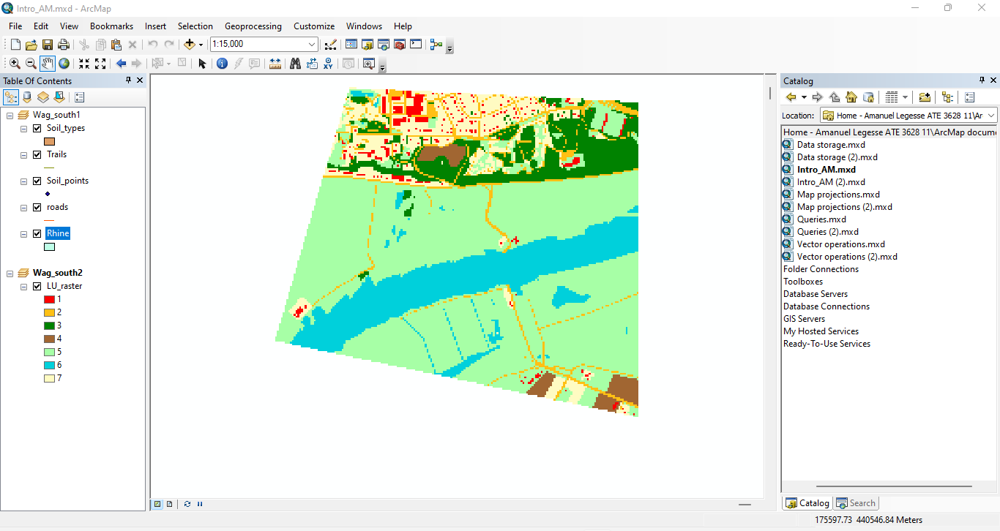 Intro_AM.mxd - ArcMap
File Edit View Bookmarks Insert Selection Geoprocessing Customize Windows Help
1:15,000
Table Of Contents
Wag_south1
Soil_types
Trails
Soil_points
roads
Rhine
Wag_south2
LU_raster
1
2
3
4
5
6
7
Catalog
Location: Home - Amanuel Legesse ATE 3628 11\Ar
Home - Amanuel Legesse ATE 3628 11\ArcMap docume
Data storage.mxd
Data storage (2).mxd
Intro_AM.mxd
Intro_AM (2).mxd
Map projections.mxd
Map projections (2).mxd
Queries.mxd
Queries (2).mxd
Vector operations.mxd
Vector operations (2).mxd
Folder Connections
Toolboxes
Database Servers
Database Connections
GIS Servers
My Hosted Services
Ready-To-Use Services
Catalog Search
175597.73 440546.84 Meters